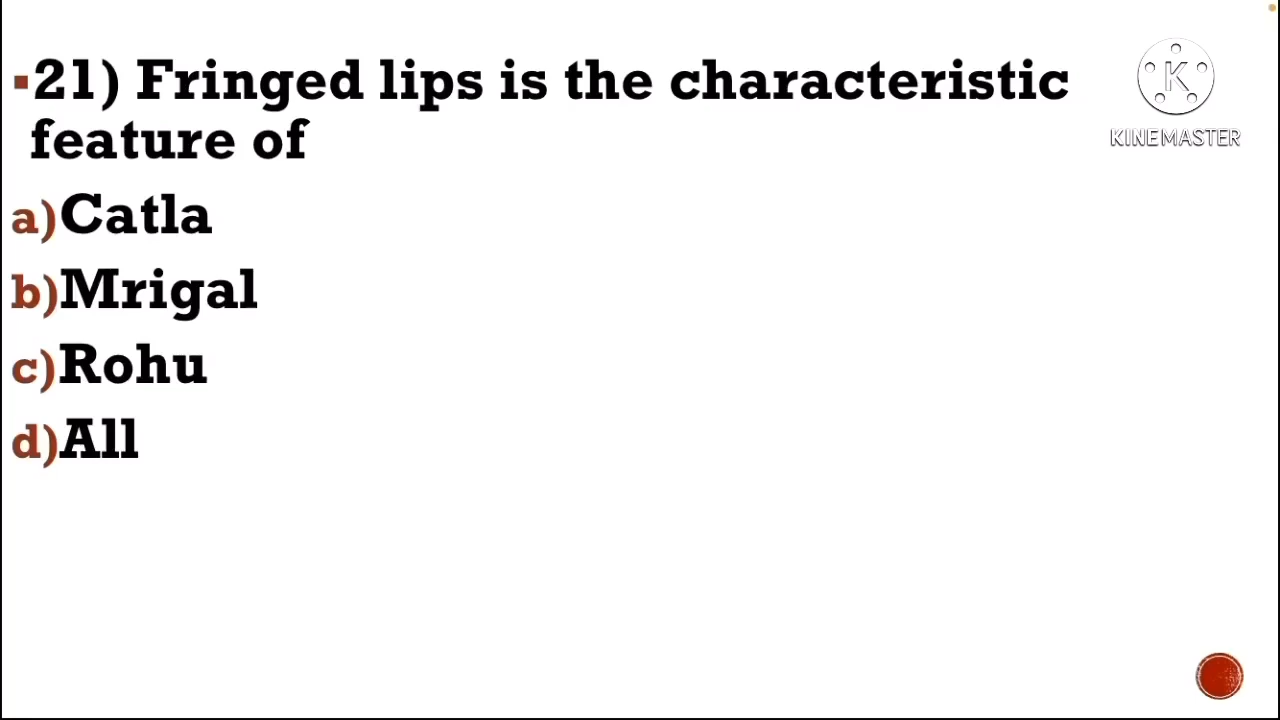 21) Fringed lips is the characteristic
feature of
a)Catla
b)Mrigal
c)Rohu
d)All
K
KINEMASTER